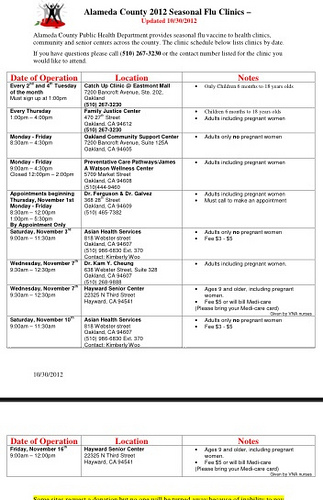 Alameda County 2012 Seasonal Flu Clinics –
Updated 10/30/2012
Alameda County Public Health Department provides seasonal flu vaccine to health clinics,
community and senior centers across the county. The clinic schedule below lists clinics by date.
If you have questions please call (510) 267-3230 or the contact number listed for the clinic you
would like to attend.
Date of Operation Location Notes
Every 2nd and 4th Tuesday
of the month
Must sign up at 1:00pm
Catch Up Clinic @ Eastmont Mall
7200 Bancroft Avenue, Ste. 202,
Oakland
(510) 267-3230
• Only Children 6 months to 18 years olds
Every Thursday
1:00pm – 4:00pm
Family Justice Center
470 27th Street
Oakland, CA 94612
(510) 267-3230
• Children 6 months to 18 years olds
• Adults including pregnant women
Monday - Friday
8:30am – 4:30pm
Oakland Community Support Center
7200 Bancroft Avenue, Suite 125A
Oakland, CA 94605
• Adults only no pregnant women
Monday - Friday
9:00am – 4:30pm
Closed 12:00pm – 2:00pm
Preventative Care Pathways/James
A Watson Wellness Center
5709 Market Street
Oakland, CA 94608
(510)444-9460
• Adults including pregnant women
Appointments beginning
Thursday, November 1st
Monday - Friday
8:30am – 12:00pm
1:00pm – 5:30pm
By Appointment Only
Dr. Ferguson & Dr. Galvez
368 28th Street
Oakland, CA 94609
(510) 465-7382
• Adults including pregnant women
• Must call to make an appointment
Saturday, November 3rd
9:00am – 11:30am
Asian Health Services
818 Webster street
Oakland, CA 94607
(510) 986-6830 Ext. 370
Contact: Kimberly Woo
• Adults only no pregnant women
• Fee $3 - $5
Wednesday, November 7th
9:30am – 12:30pm
Dr. Kam Y. Cheung
638 Webster Street, Suite 328
Oakland, CA 94607
(510) 268-9888
• Adults including pregnant women.
Wednesday, November 7th
9:30am – 12:30pm
Hayward Senior Center
22325 N Third Street
Hayward, CA 94541
• Ages 9 and older, including pregnant
women.
• Fee $5 or will bill Medi-care
(Please bring your Medi-care card)
Given by VNA nurses
Saturday, November 10th
9:00am – 11:30am
Asian Health Services
818 Webster Street
Oakland, CA 94607
(510) 986-6830 Ext. 370
Contact: Kimberly Woo
• Adults only no pregnant women
• Fee $3 - $5
10/30/2012
Date of Operation Location Notes
Friday, November 16th
9:00am – 12:00pm
Hayward Senior Center
22325 N Third Street
Hayward, CA 94541
• Ages 9 and older, including pregnant
women.
• Fee $5 or will bill Medi-care
(Please bring your Medi-care card)
Given by VNA nurses
Some sites request a donation but no one will be turned away because of inability to pay